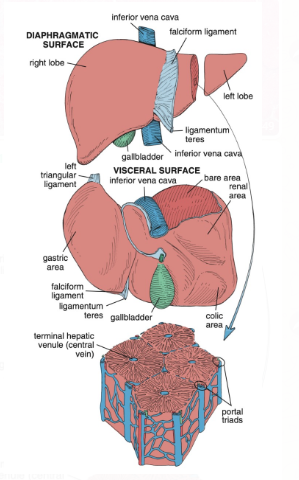 inferior vena cava
falciform ligament
DIAPHRAGMATIC
SURFACE
right lobe
left lobe
ligamentum
teres
inferior vena cava
gallbladder
VISCERAL SURFACE
left
triangular
ligament
inferior vena cava
bare area
renal
area
gastric
area
falciform
ligament
ligamentum
teres
gallbladder
colic
area
terminal hepatic
venule (central
vein)
portal
triads